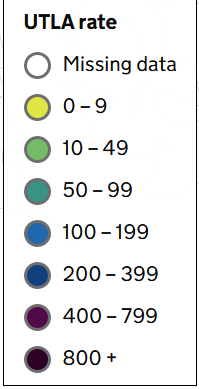 UTLA rate
Missing data
0 – 9
10 – 49
50 – 99
100 – 199
200 – 399
400 – 799
800 +